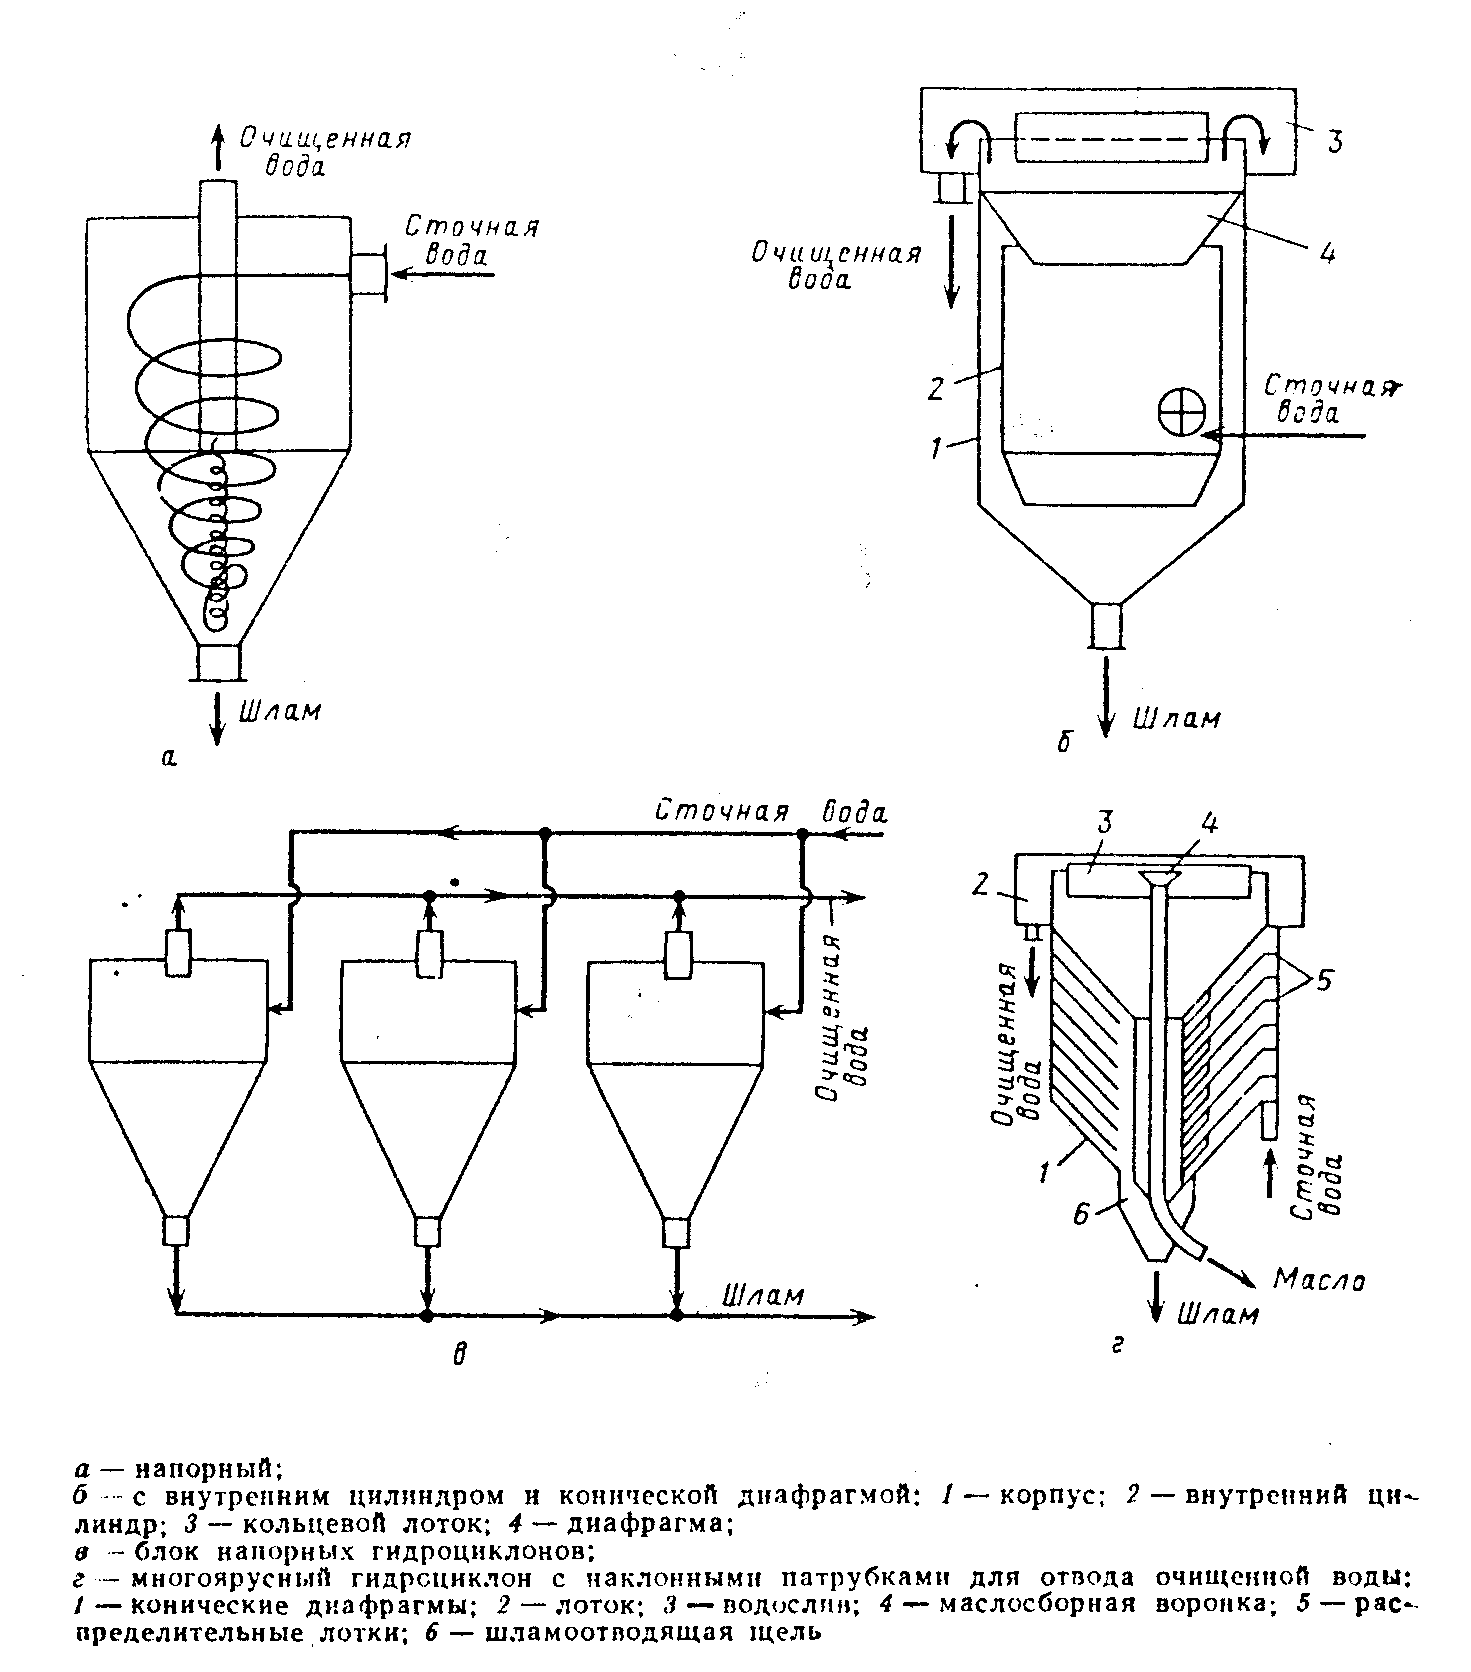 Очищенная
вода
Сточная
вода
Шлам
а
3
4
Очищенная
вода
2
1
Сточная
вода
Шлам
б
Сточная вода
Очищенная
вода
Шлам
в
3
4
2
5
Очищенная
вода
1
6
Сточная
вода
Масло
Шлам
г
а — напорный;
б — с внутренним цилиндром и конической диафрагмой: 1 — корпус; 2 — внутренний ци-
линдр; 3 — кольцевой лоток; 4 — диафрагма;
в — блок напорных гидроциклонов;
г — многоярусный гидроциклон с наклонными патрубками для отвода очищенной воды:
1 — конические диафрагмы; 2 — лоток; 3 — водослив; 4 — маслосборная воронка; 5 — рас-
пределительные лотки; 6 — шламоотводящая щель